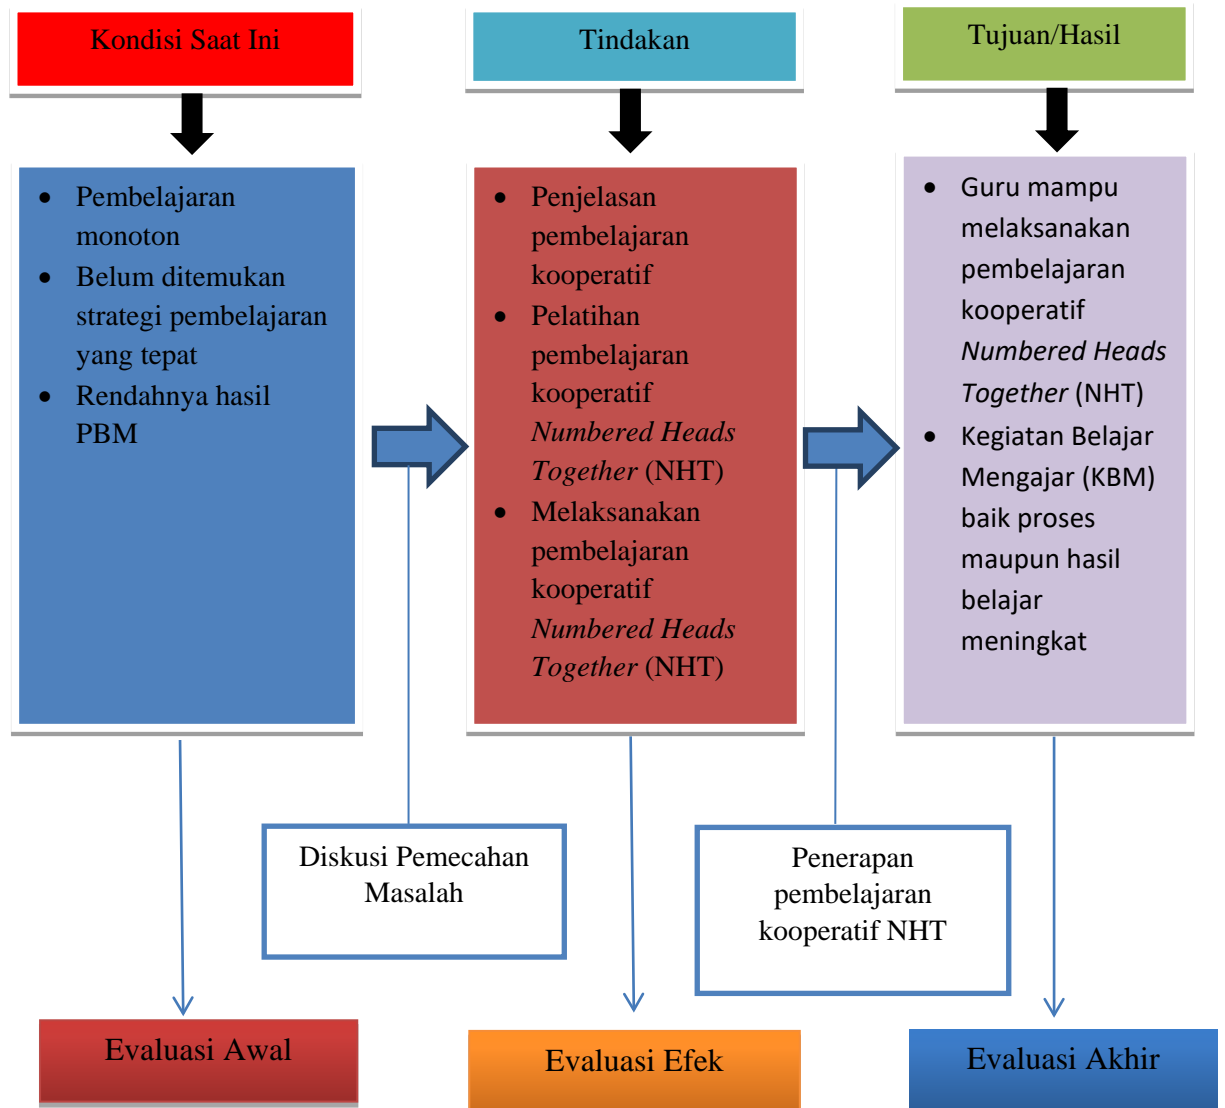 Kondisi Saat Ini
Tindakan
Tujuan/Hasil
• Pembelajaran
monoton
• Belum ditemukan
strategi pembelajaran
yang tepat
• Rendahnya hasil
PBM
• Penjelasan
pembelajaran
kooperatif
• Pelatihan
pembelajaran
kooperatif
Numbered Heads
Together (NHT)
• Melaksanakan
pembelajaran
kooperatif
Numbered Heads
Together (NHT)
• Guru mampu
melaksanakan
pembelajaran
kooperatif
Numbered Heads
Together (NHT)
• Kegiatan Belajar
Mengajar (KBM)
baik proses
maupun hasil
belajar
meningkat
Diskusi Pemecahan
Masalah
Penerapan
pembelajaran
kooperatif NHT
Evaluasi Awal
Evaluasi Efek
Evaluasi Akhir